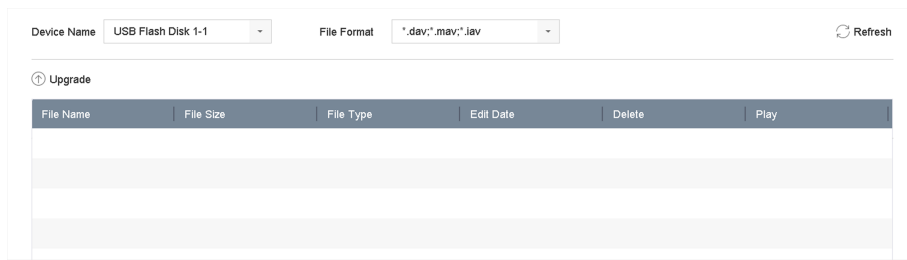 Device Name USB Flash Disk 1-1 File Format *.dav;*.mav;*.iav Refresh
Upgrade
File Name File Size File Type Edit Date Delete Play